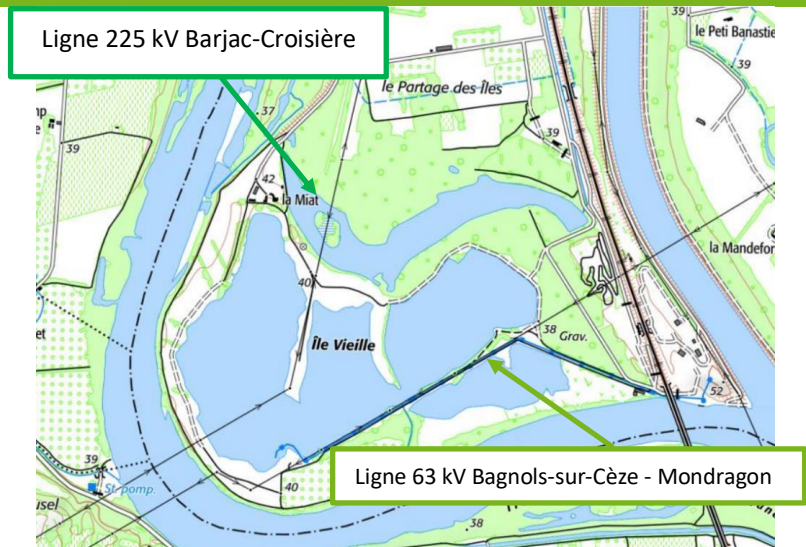 Ligne 225 kV Barjac-Croisière
39
le Peti Banastie
39
le Partage des Îles
37
39
39
42
la Miat
la Mandefor
40
Île Vieille
38
Grav.
52
39
St. pomp.
40
Ligne 63 kV Bagnols-sur-Cèze - Mondragon
usel
38